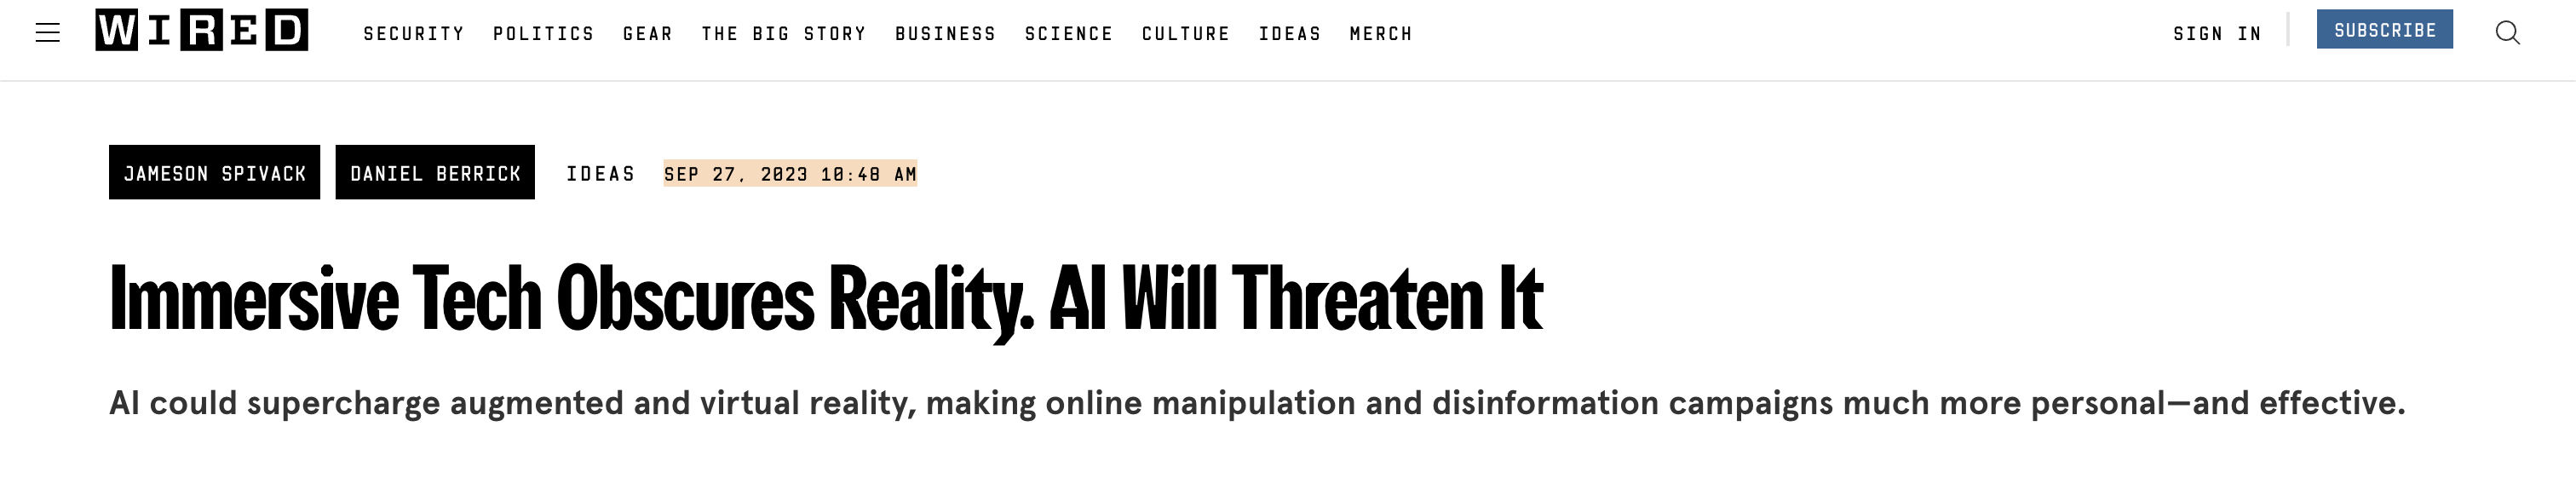 WIRED SECURITY POLITICS GEAR THE BIG STORY BUSINESS SCIENCE CULTURE IDEAS MERCH SIGN IN SUBSCRIBE
JAMESON SPIVACK DANIEL BERRICK IDEAS SEP 27, 2023 10:48 AM
Immersive Tech Obscures Reality. AI Will Threaten It
AI could supercharge augmented and virtual reality, making online manipulation and disinformation campaigns much more personal—and effective.